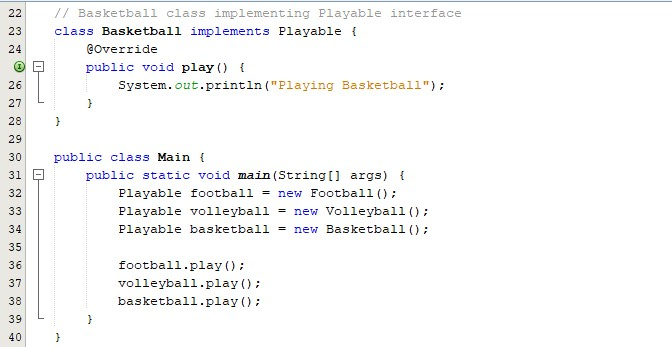 22 // Basketball class implementing Playable interface
23 class Basketball implements Playable {
24     @Override
    public void play() {
26         System.out.println("Playing Basketball");
27     }
28 }
29
30 public class Main {
31     public static void main(String[] args) {
32         Playable football = new Football();
33         Playable volleyball = new Volleyball();
34         Playable basketball = new Basketball();
35
36         football.play();
37         volleyball.play();
38         basketball.play();
39     }
40 }